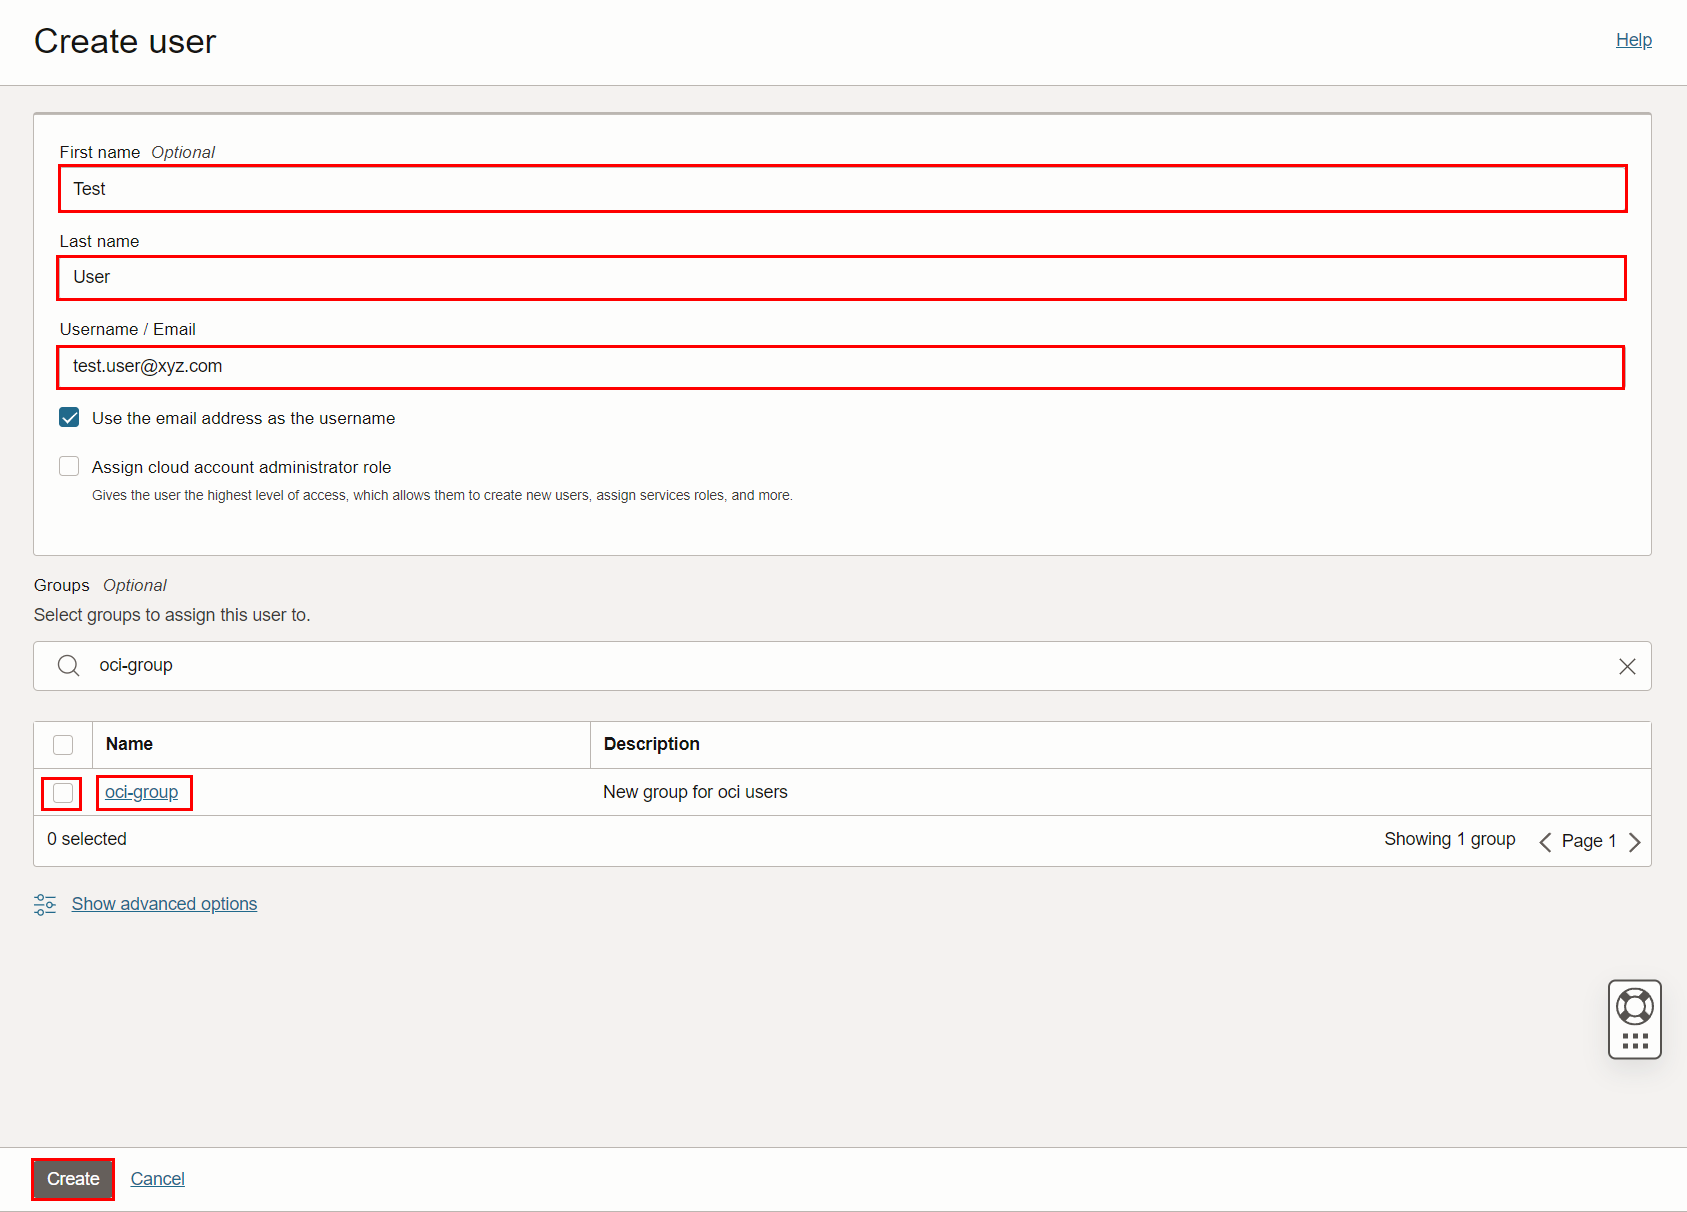 Create user
Help
First name Optional
Test
Last name
User
Username / Email
test.user@xyz.com
Use the email address as the username
Assign cloud account administrator role
Gives the user the highest level of access, which allows them to create new users, assign services roles, and more.
Groups Optional
Select groups to assign this user to.
oci-group
Name Description
oci-group New group for oci users
0 selected Showing 1 group Page 1
Show advanced options
Create Cancel